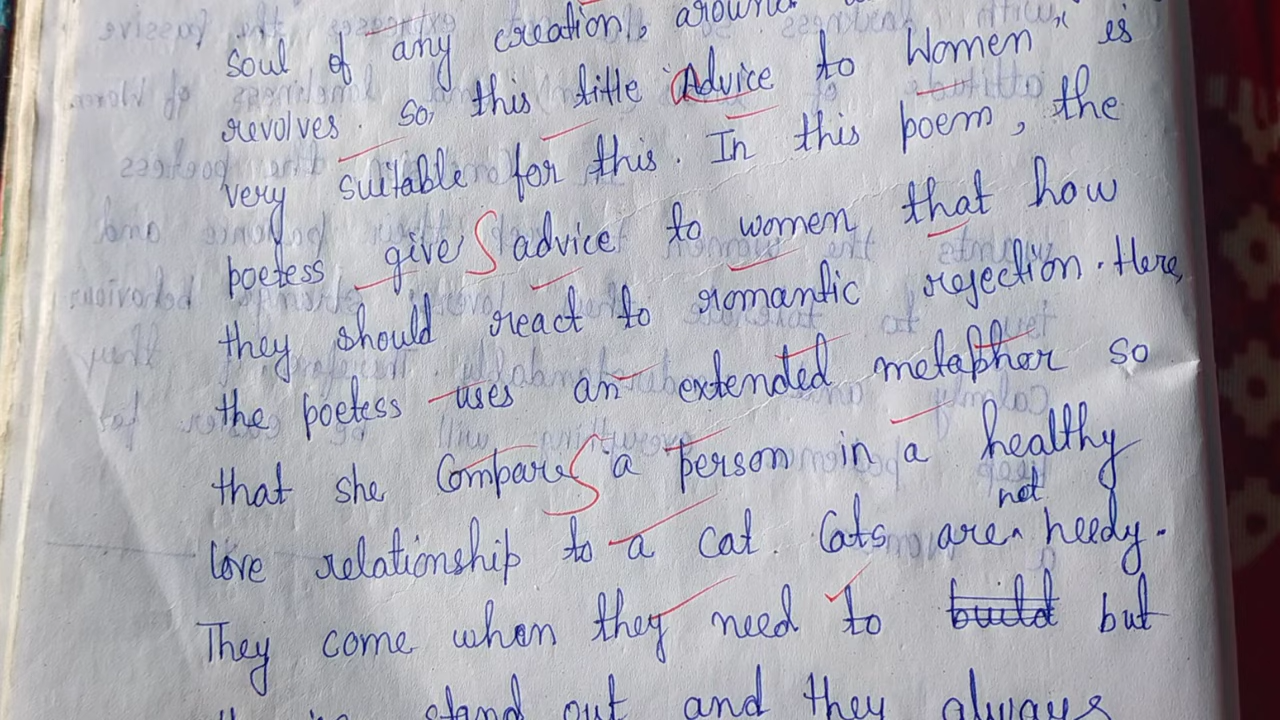 soul of any creation, around
revolves. so, this title "Advice to Women" is
very suitable for this. In this poem, the
poetess give S advice to women that how
they should react to romantic rejection. Here,
the poetess uses an extended metaphor so
that she Compares a person in a healthy
love relationship to a cat. Cats are not needy.
They come when they need to build but
stand out and they always